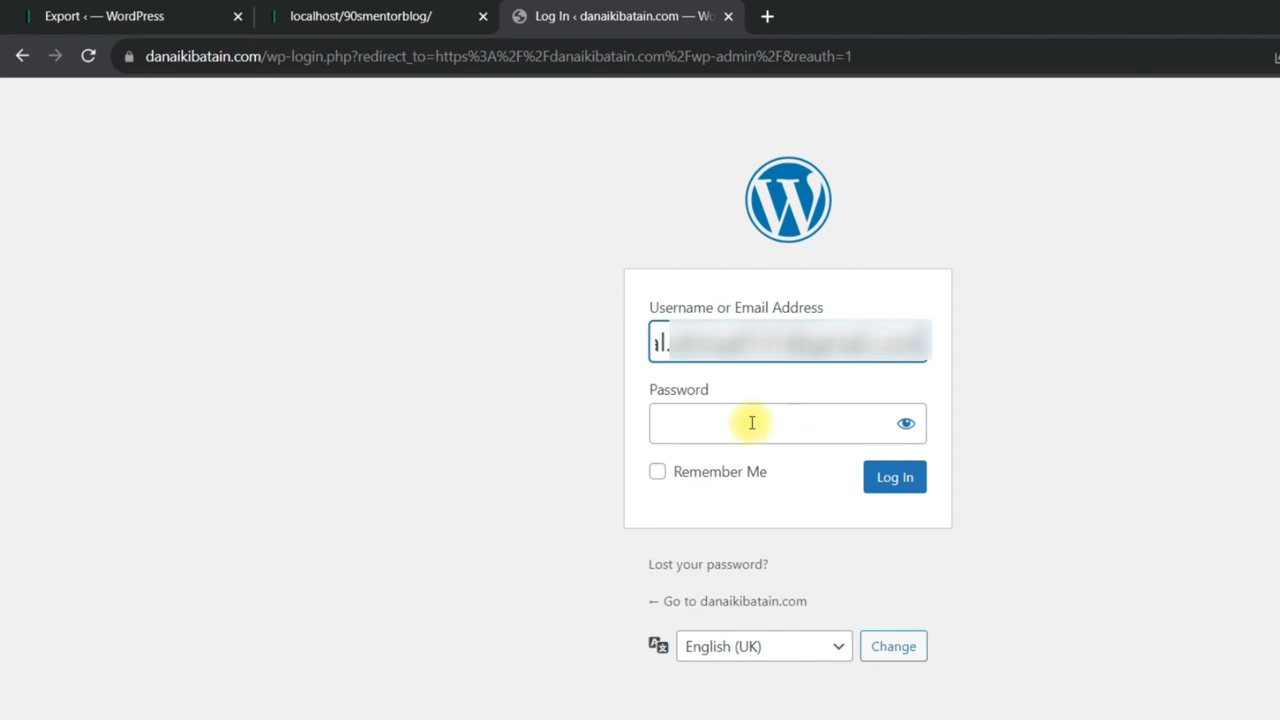 Export ‹ — WordPress
localhost/90smentorblog/
Log In ‹ danaikibatain.com — Wo
danaikibatain.com/wp-login.php?redirect_to=https%3A%2F%2Fdanaikibatain.com%2Fwp-admin%2F&reauth=1
Username or Email Address
al.
Password
Remember Me
Log In
Lost your password?
← Go to danaikibatain.com
English (UK)
Change